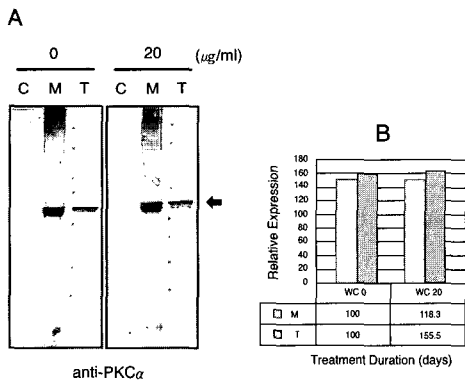 A
0 20 (µg/ml)
C M T C M T
anti-PKCα
B
Relative Expression
180
160
140
120
100
80
60
40
20
0
WC 0 WC 20
M 100 118.3
T 100 155.5
Treatment Duration (days)